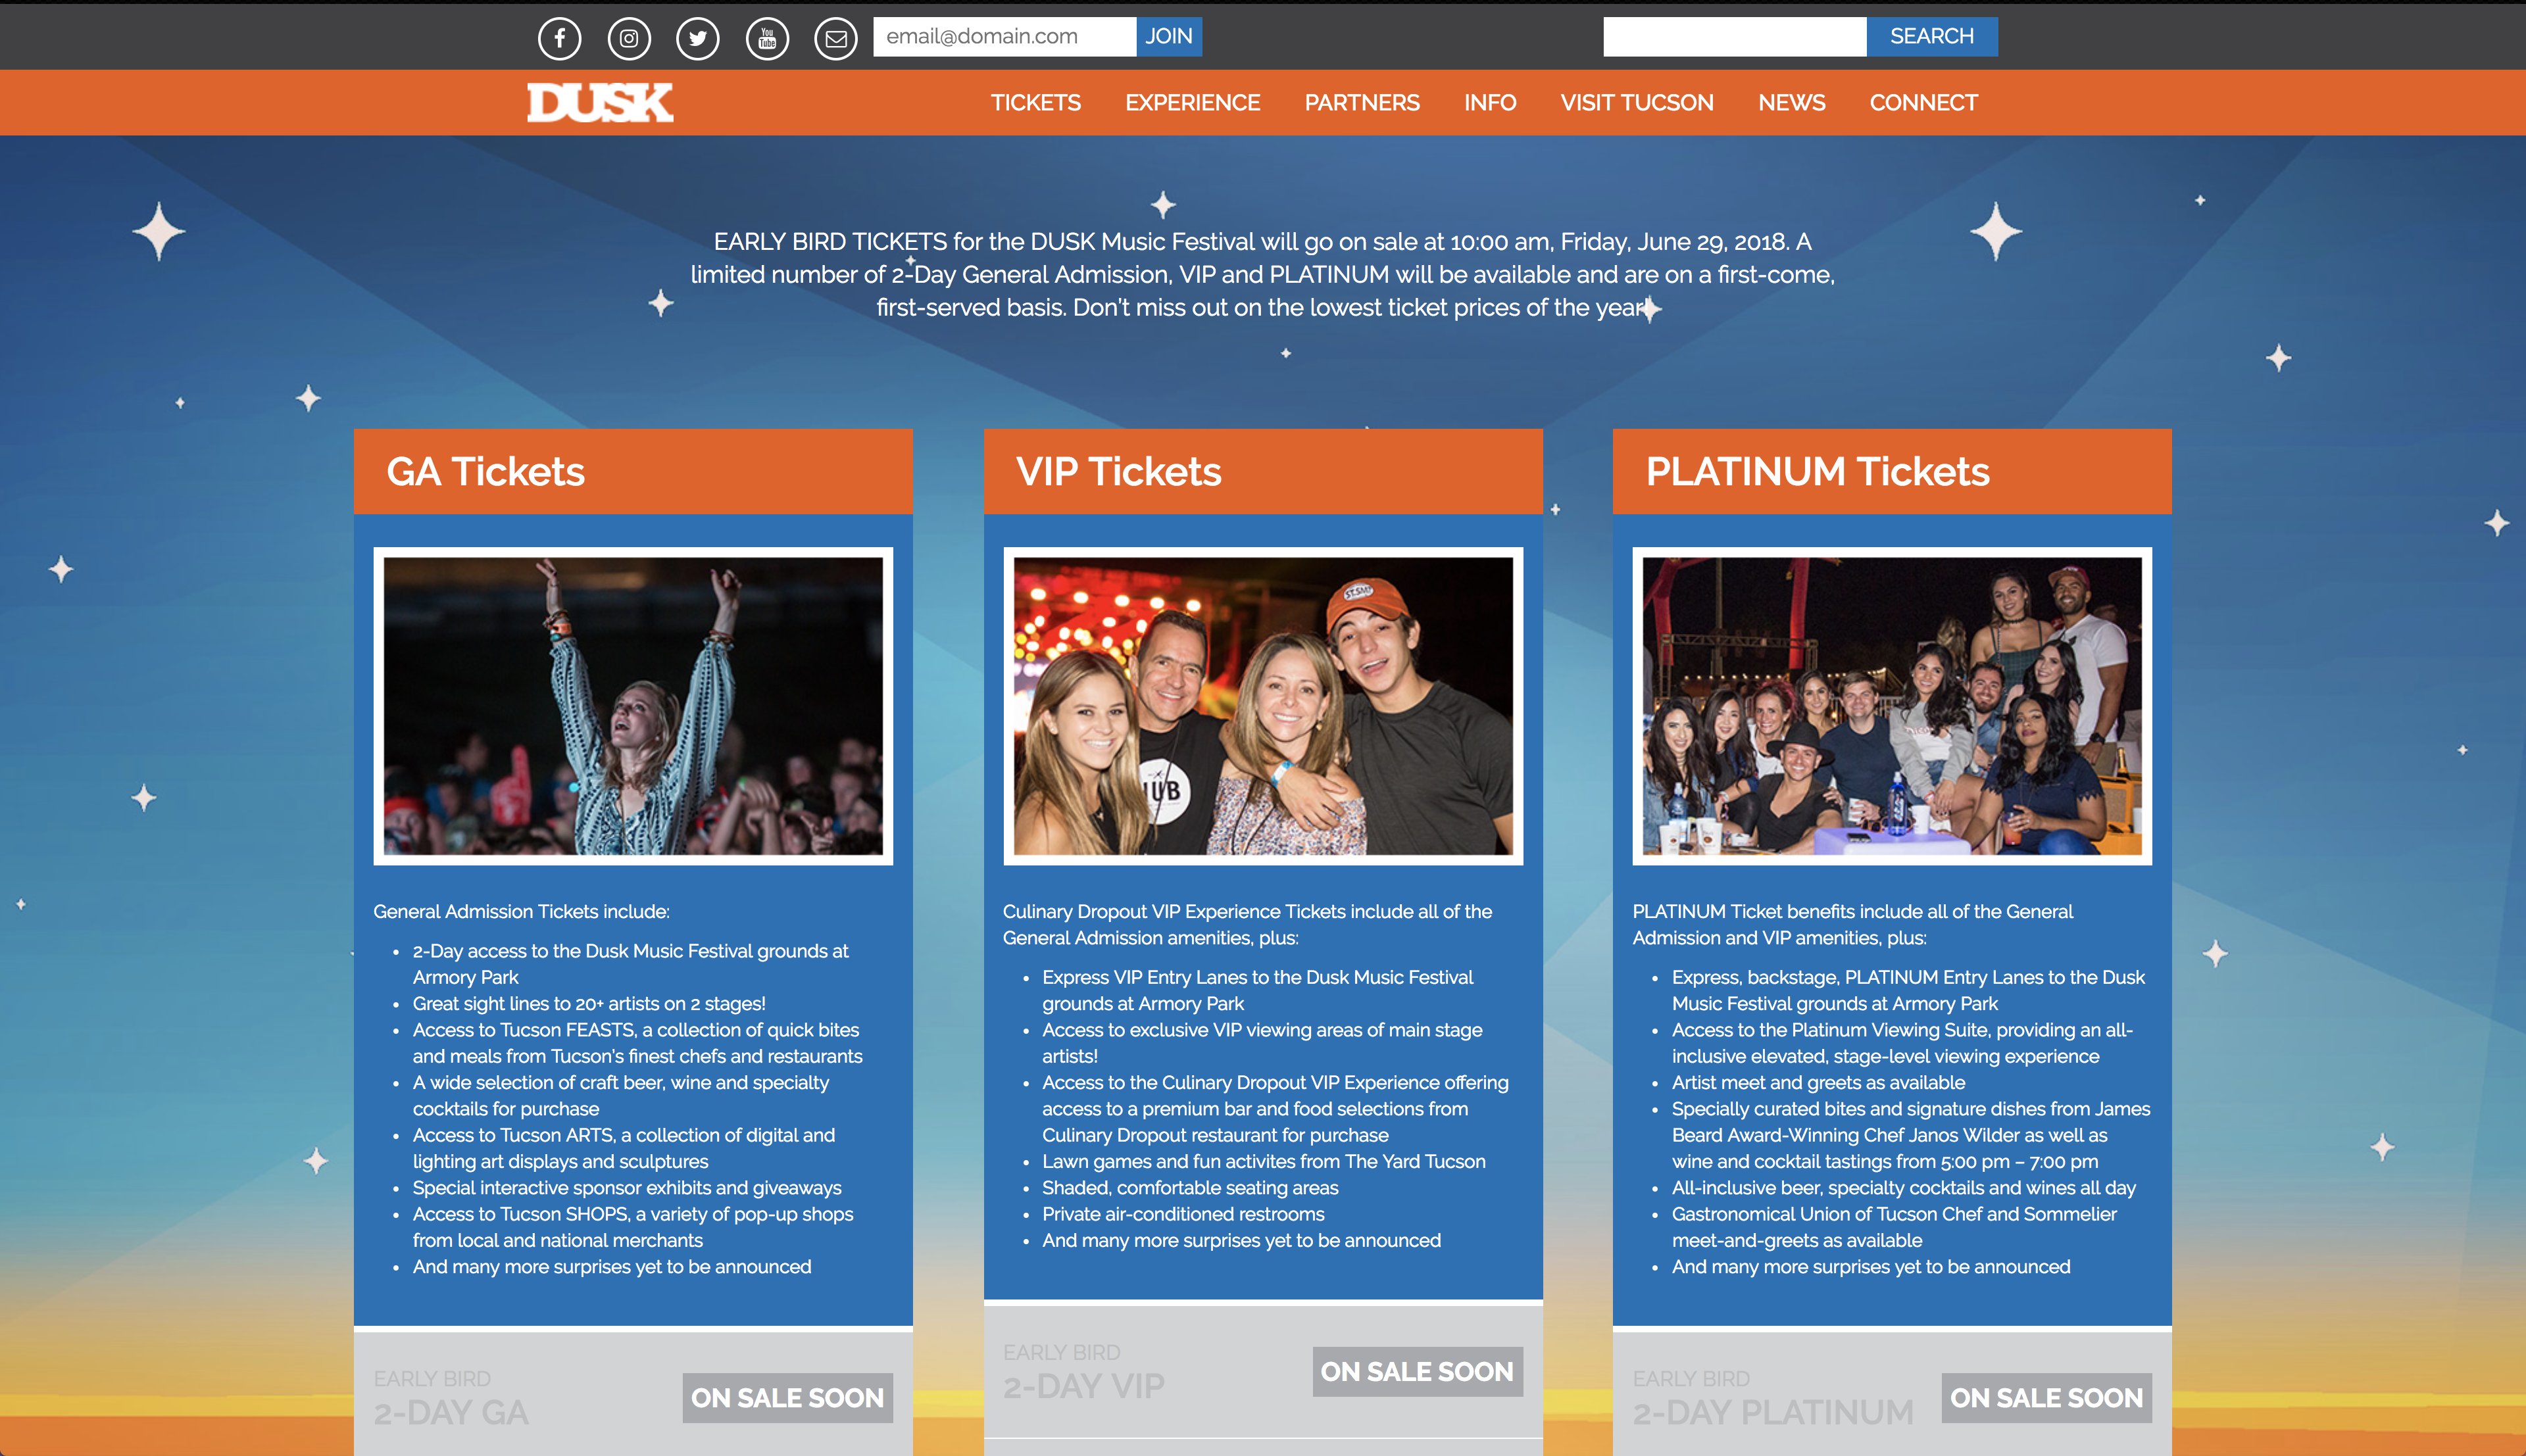 email@domain.com JOIN SEARCH
DUSK TICKETS EXPERIENCE PARTNERS INFO VISIT TUCSON NEWS CONNECT
EARLY BIRD TICKETS for the DUSK Music Festival will go on sale at 10:00 am, Friday, June 29, 2018. A
limited number of 2-Day General Admission, VIP and PLATINUM will be available and are on a first-come,
first-served basis. Don't miss out on the lowest ticket prices of the year!
GA Tickets
General Admission Tickets include:
• 2-Day access to the Dusk Music Festival grounds at
Armory Park
• Great sight lines to 20+ artists on 2 stages!
• Access to Tucson FEASTS, a collection of quick bites
and meals from Tucson's finest chefs and restaurants
• A wide selection of craft beer, wine and specialty
cocktails for purchase
• Access to Tucson ARTS, a collection of digital and
lighting art displays and sculptures
• Special interactive sponsor exhibits and giveaways
• Access to Tucson SHOPS, a variety of pop-up shops
from local and national merchants
• And many more surprises yet to be announced
EARLY BIRD
2-DAY GA
ON SALE SOON
VIP Tickets
Culinary Dropout VIP Experience Tickets include all of the
General Admission amenities, plus:
• Express VIP Entry Lanes to the Dusk Music Festival
grounds at Armory Park
• Access to exclusive VIP viewing areas of main stage
artists!
• Access to the Culinary Dropout VIP Experience offering
access to a premium bar and food selections from
Culinary Dropout restaurant for purchase
• Lawn games and fun activites from The Yard Tucson
• Shaded, comfortable seating areas
• Private air-conditioned restrooms
• And many more surprises yet to be announced
EARLY BIRD
2-DAY VIP
ON SALE SOON
PLATINUM Tickets
PLATINUM Ticket benefits include all of the General
Admission and VIP amenities, plus:
• Express, backstage, PLATINUM Entry Lanes to the Dusk
Music Festival grounds at Armory Park
• Access to the Platinum Viewing Suite, providing an all-
inclusive elevated, stage-level viewing experience
• Artist meet and greets as available
• Specially curated bites and signature dishes from James
Beard Award-Winning Chef Janos Wilder as well as
wine and cocktail tastings from 5:00 pm – 7:00 pm
• All-inclusive beer, specialty cocktails and wines all day
• Gastronomical Union of Tucson Chef and Sommelier
meet-and-greets as available
• And many more surprises yet to be announced
EARLY BIRD
2-DAY PLATINUM
ON SALE SOON